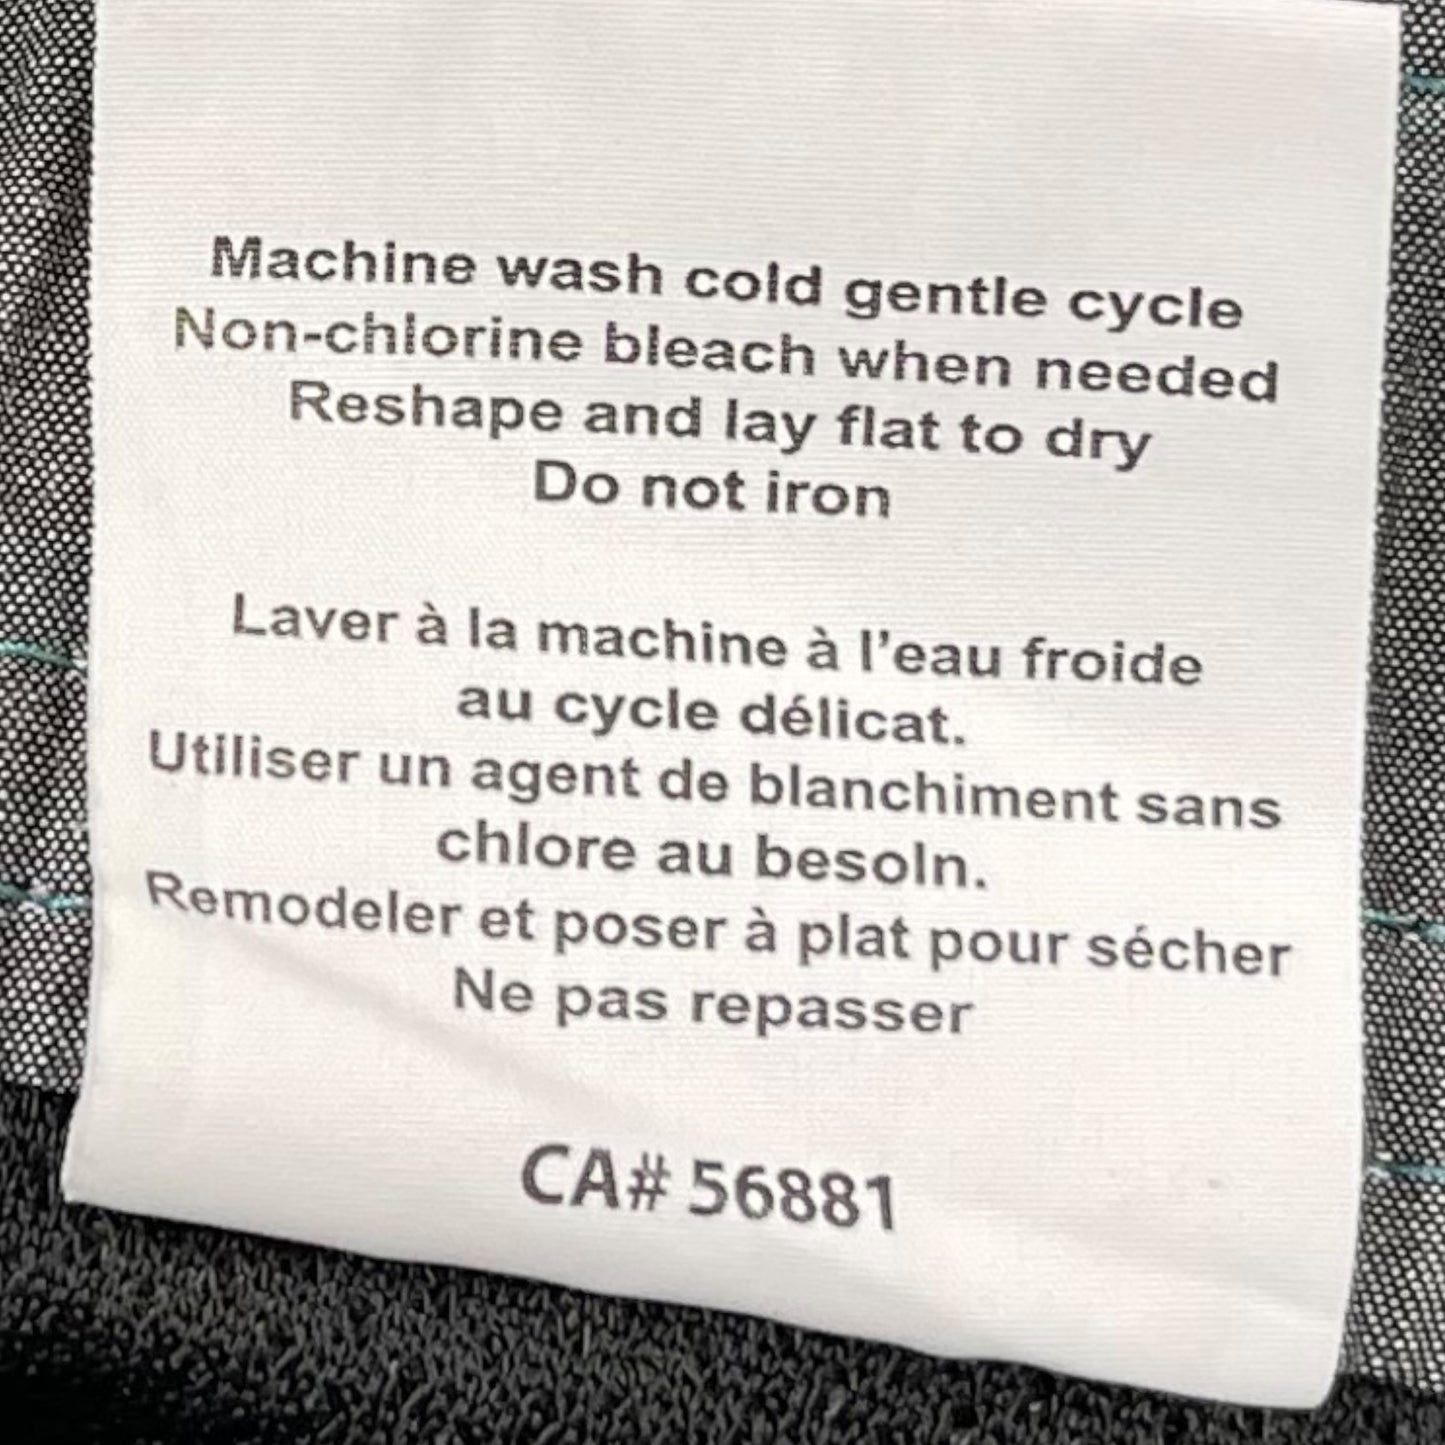 Machine wash cold gentle cycle
Non-chlorine bleach when needed
Reshape and lay flat to dry
Do not iron
Laver à la machine à l'eau froide
au cycle délicat.
Utiliser un agent de blanchiment sans
chlore au besoln.
Remodeler et poser à plat pour sécher
Ne pas repasser
CA# 56881